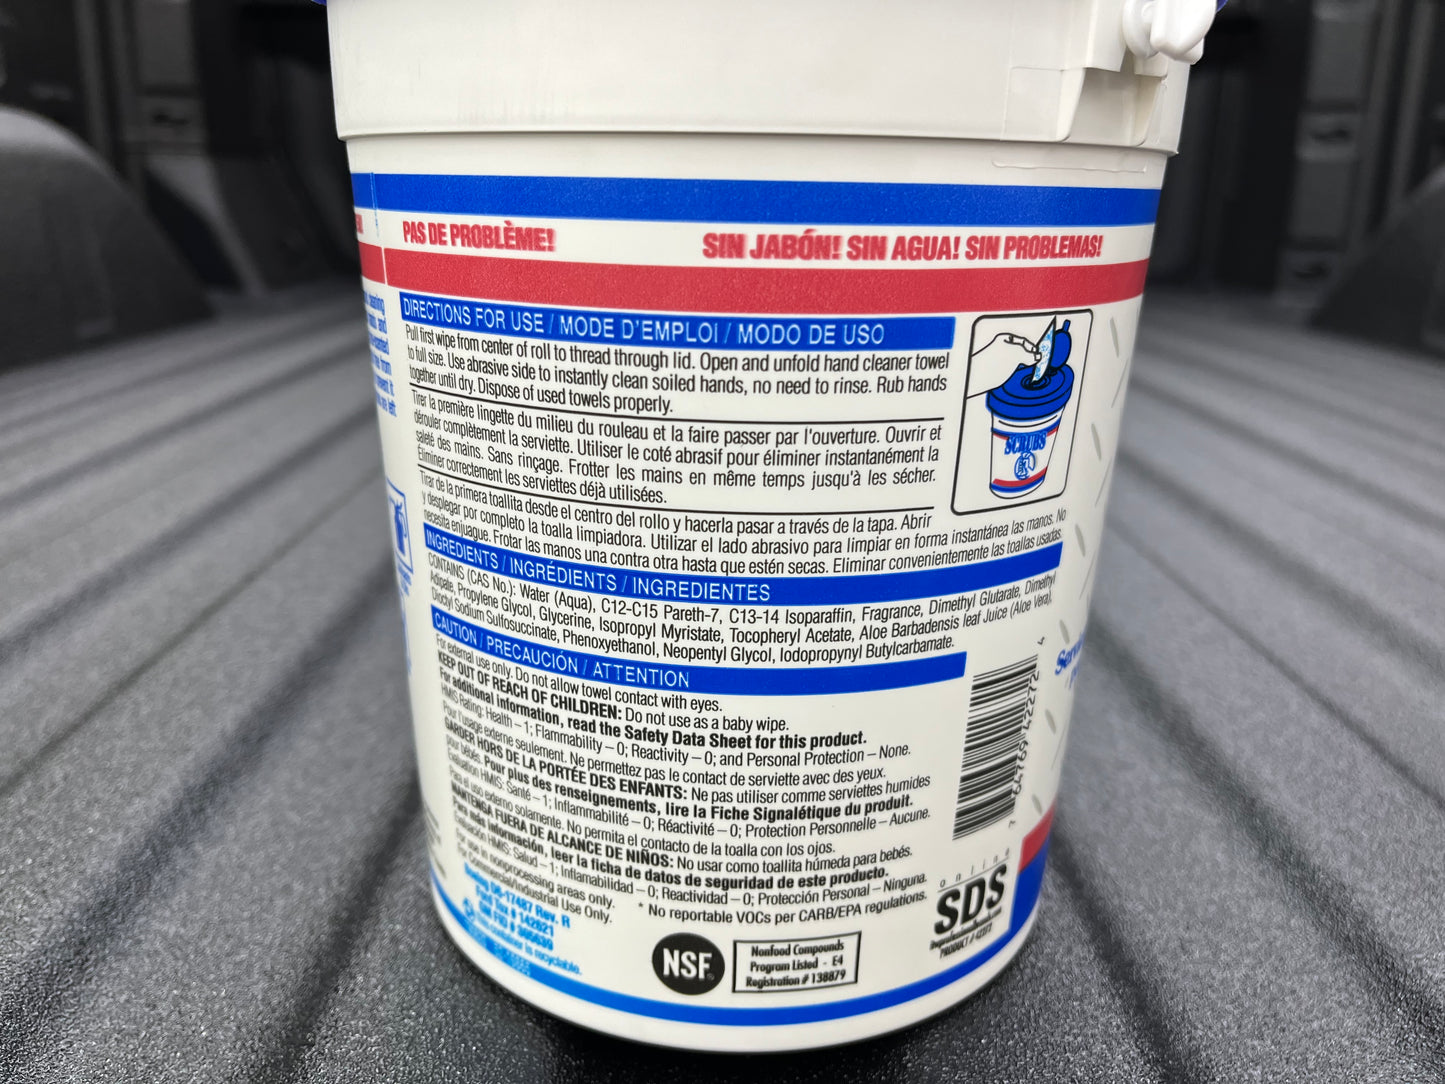 PAS DE PROBLÈME!
SIN JABÓN! SIN AGUA! SIN PROBLEMAS!
DIRECTIONS FOR USE / MODE D'EMPLOI / MODO DE USO
Pull first wipe from center of roll to thread through lid. Open and unfold hand cleaner towel
to full size. Use abrasive side to instantly clean soiled hands, no need to rinse. Rub hands
together until dry. Dispose of used towels properly.
Tirer la première lingette du milieu du rouleau et la faire passer par l'ouverture. Ouvrir et
dérouler complètement la serviette. Utiliser le coté abrasif pour éliminer instantanément la
saleté des mains. Sans rinçage. Frotter les mains en même temps jusqu'à les sécher.
Éliminer correctement les serviettes déjà utilisées.
Tirar de la primera toallita desde el centro del rollo y hacerla pasar a través de la tapa. Abrir
y desplegar por completo la toalla limpiadora. Utilizar el lado abrasivo para limpiar en forma instantánea las manos. No
necesita enjuague. Frotar las manos una contra otra hasta que estén secas. Eliminar convenientemente las toallas usadas.
SCRUBS
INGREDIENTS / INGRÉDIENTS / INGREDIENTES
CONTAINS (CAS No.): Water (Aqua), C12-C15 Pareth-7, C13-14 Isoparaffin, Fragrance, Dimethyl Glutarate, Dimethyl
Adipate, Propylene Glycol, Glycerine, Isopropyl Myristate, Tocopheryl Acetate, Aloe Barbadensis leaf Juice (Aloe Vera),
Dioctyl Sodium Sulfosuccinate, Phenoxyethanol, Neopentyl Glycol, Iodopropynyl Butylcarbamate.
CAUTION / PRECAUCIÓN / ATTENTION
For external use only. Do not allow towel contact with eyes.
KEEP OUT OF REACH OF CHILDREN: Do not use as a baby wipe.
For additional information, read the Safety Data Sheet for this product.
HMIS Rating: Health – 1; Flammability – 0; Reactivity – 0; and Personal Protection – None.
Pour l'usage externe seulement. Ne permettez pas le contact de serviette avec des yeux.
GARDER HORS DE LA PORTÉE DES ENFANTS: Ne pas utiliser comme serviettes humides
pour bébés. Pour plus des renseignements, lire la Fiche Signalétique du produit.
Évaluation HMIS: Santé – 1; Inflammabilité – 0; Réactivité – 0; Protection Personnelle – Aucune.
Para el uso externo solamente. No permita el contacto de la toalla con los ojos.
MANTENGA FUERA DE ALCANCE DE NIÑOS: No usar como toallita húmeda para bebés.
Para más información, leer la ficha de datos de seguridad de este producto.
Evaluación HMIS: Salud – 1; Inflamabilidad – 0; Reactividad – 0; Protección Personal – Ninguna.
For use in nonprocessing areas only.
* No reportable VOCs per CARB/EPA regulations.
For Commercial/Industrial Use Only.
06-17487 Rev. R
142621
container is recyclable.
NSF
Nonfood Compounds
Program Listed - E4
Registration # 138879
7 64769 42272 4
online
SDS
PRODUCT # 42272